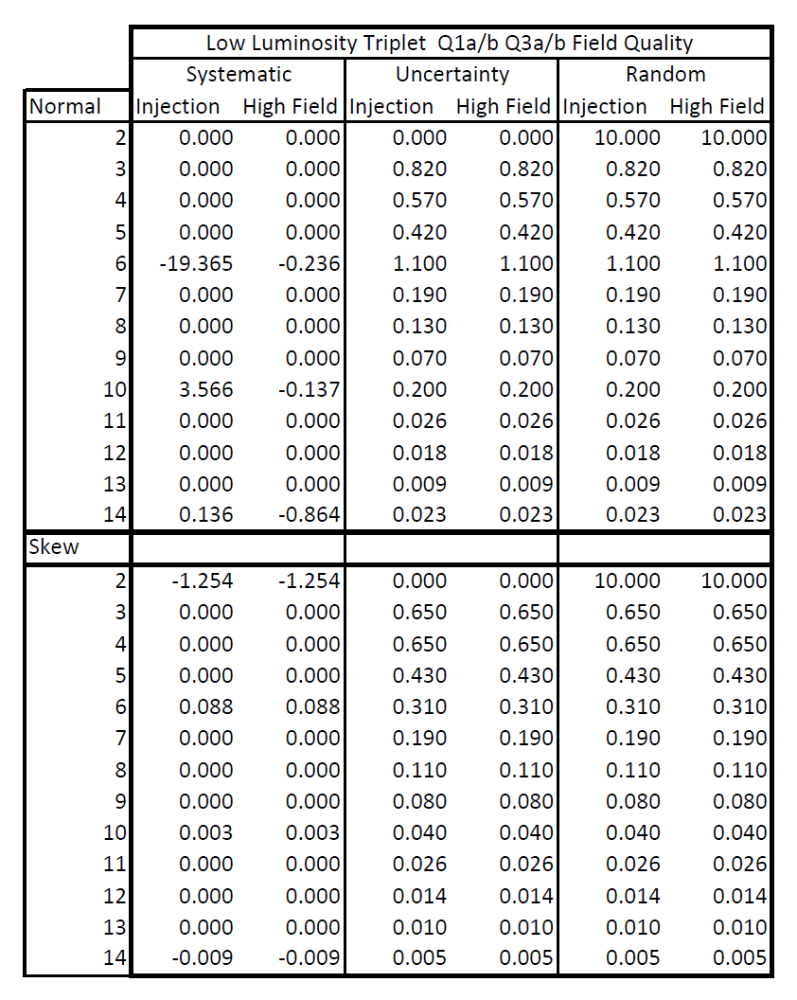 Low Luminosity Triplet Q1a/b Q3a/b Field Quality
Systematic Uncertainty Random
Normal Injection High Field Injection High Field Injection High Field
2 0.000 0.000 0.000 0.000 10.000 10.000
3 0.000 0.000 0.820 0.820 0.820 0.820
4 0.000 0.000 0.570 0.570 0.570 0.570
5 0.000 0.000 0.420 0.420 0.420 0.420
6 -19.365 -0.236 1.100 1.100 1.100 1.100
7 0.000 0.000 0.190 0.190 0.190 0.190
8 0.000 0.000 0.130 0.130 0.130 0.130
9 0.000 0.000 0.070 0.070 0.070 0.070
10 3.566 -0.137 0.200 0.200 0.200 0.200
11 0.000 0.000 0.026 0.026 0.026 0.026
12 0.000 0.000 0.018 0.018 0.018 0.018
13 0.000 0.000 0.009 0.009 0.009 0.009
14 0.136 -0.864 0.023 0.023 0.023 0.023
Skew
2 -1.254 -1.254 0.000 0.000 10.000 10.000
3 0.000 0.000 0.650 0.650 0.650 0.650
4 0.000 0.000 0.650 0.650 0.650 0.650
5 0.000 0.000 0.430 0.430 0.430 0.430
6 0.088 0.088 0.310 0.310 0.310 0.310
7 0.000 0.000 0.190 0.190 0.190 0.190
8 0.000 0.000 0.110 0.110 0.110 0.110
9 0.000 0.000 0.080 0.080 0.080 0.080
10 0.003 0.003 0.040 0.040 0.040 0.040
11 0.000 0.000 0.026 0.026 0.026 0.026
12 0.000 0.000 0.014 0.014 0.014 0.014
13 0.000 0.000 0.010 0.010 0.010 0.010
14 -0.009 -0.009 0.005 0.005 0.005 0.005